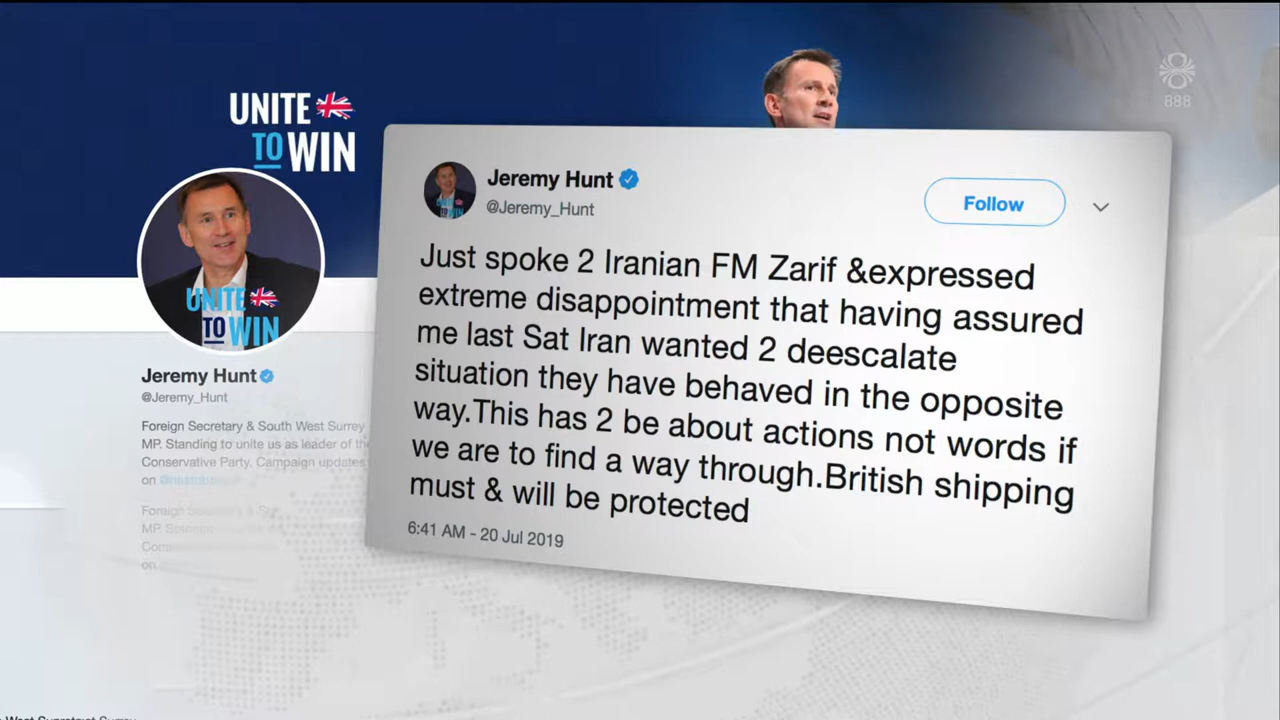 UNITE
TO WIN
888
UNITE
TO WIN
Jeremy Hunt
@Jeremy_Hunt
Foreign Secretary & South West Surrey
MP. Standing to unite us as leader of the
Conservative Party. Campaign updates
on
Foreign
MP.
on
Jeremy Hunt
@Jeremy_Hunt
Follow
Just spoke 2 Iranian FM Zarif &expressed
extreme disappointment that having assured
me last Sat Iran wanted 2 deescalate
situation they have behaved in the opposite
way.This has 2 be about actions not words if
we are to find a way through.British shipping
must & will be protected
6:41 AM - 20 Jul 2019